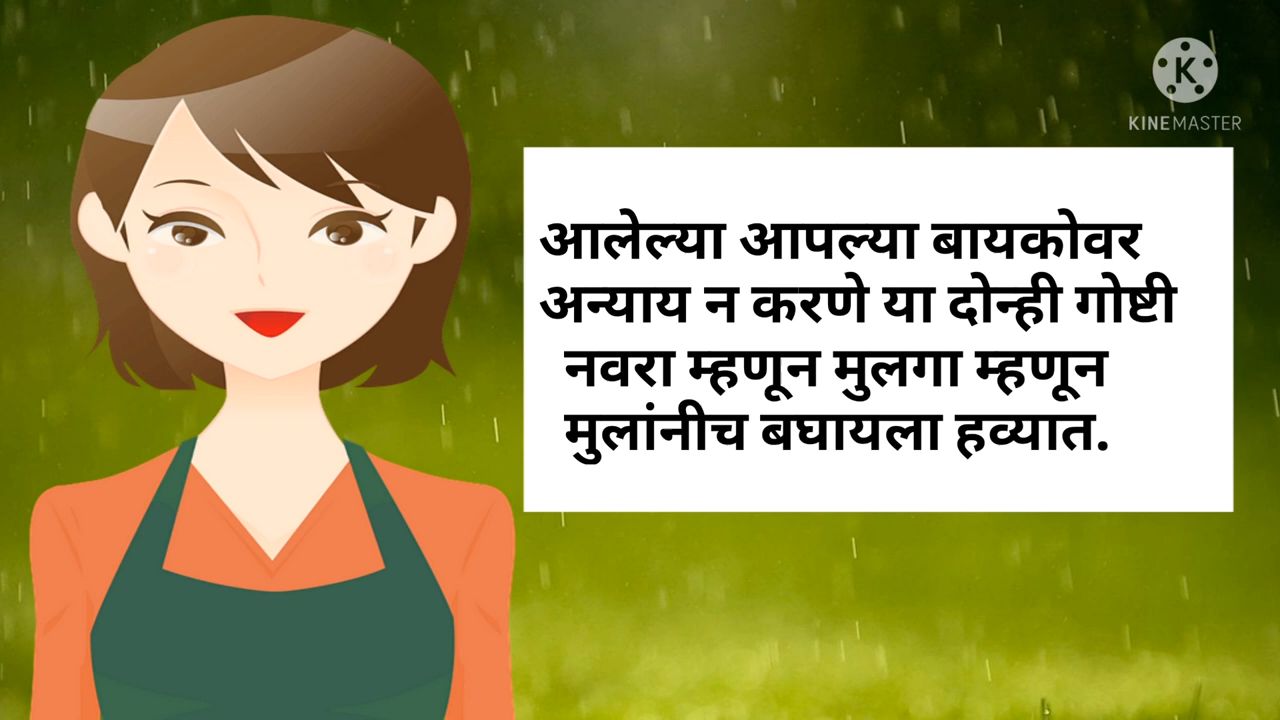 KINEMASTER
आलेल्या आपल्या बायकोवर
अन्याय न करणे या दोन्ही गोष्टी
नवरा म्हणून मुलगा म्हणून
मुलांनीच बघायला हव्यात.